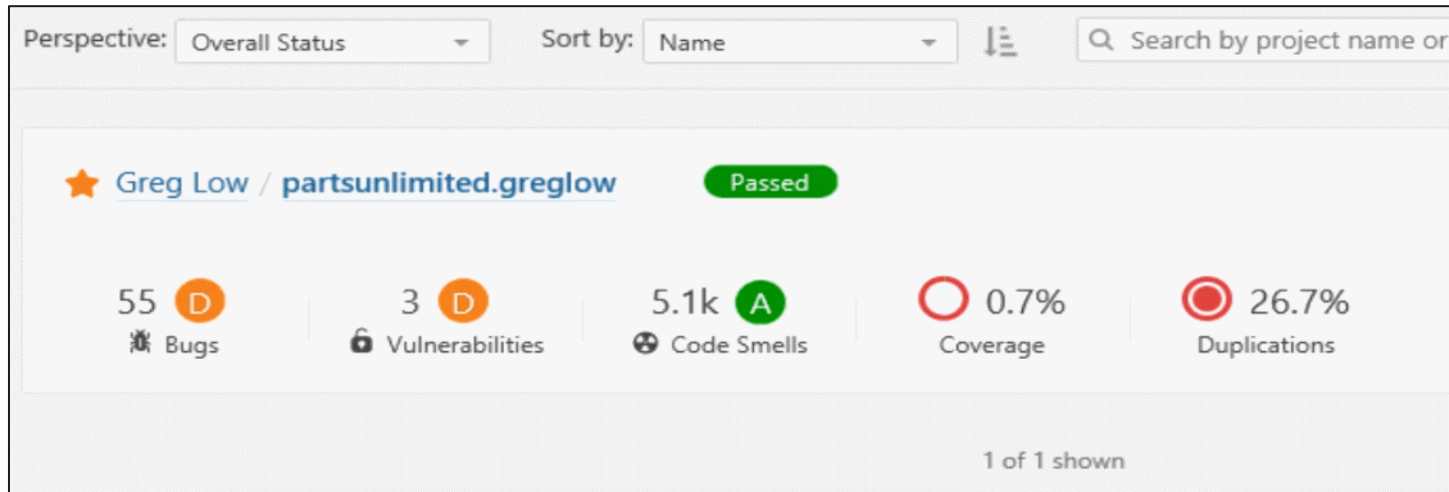 Perspective: Overall Status Sort by: Name Search by project name or
Greg Low / partsunlimited.greglow Passed
55 D 3 D 5.1k A 0.7% 26.7%
Bugs Vulnerabilities Code Smells Coverage Duplications
1 of 1 shown